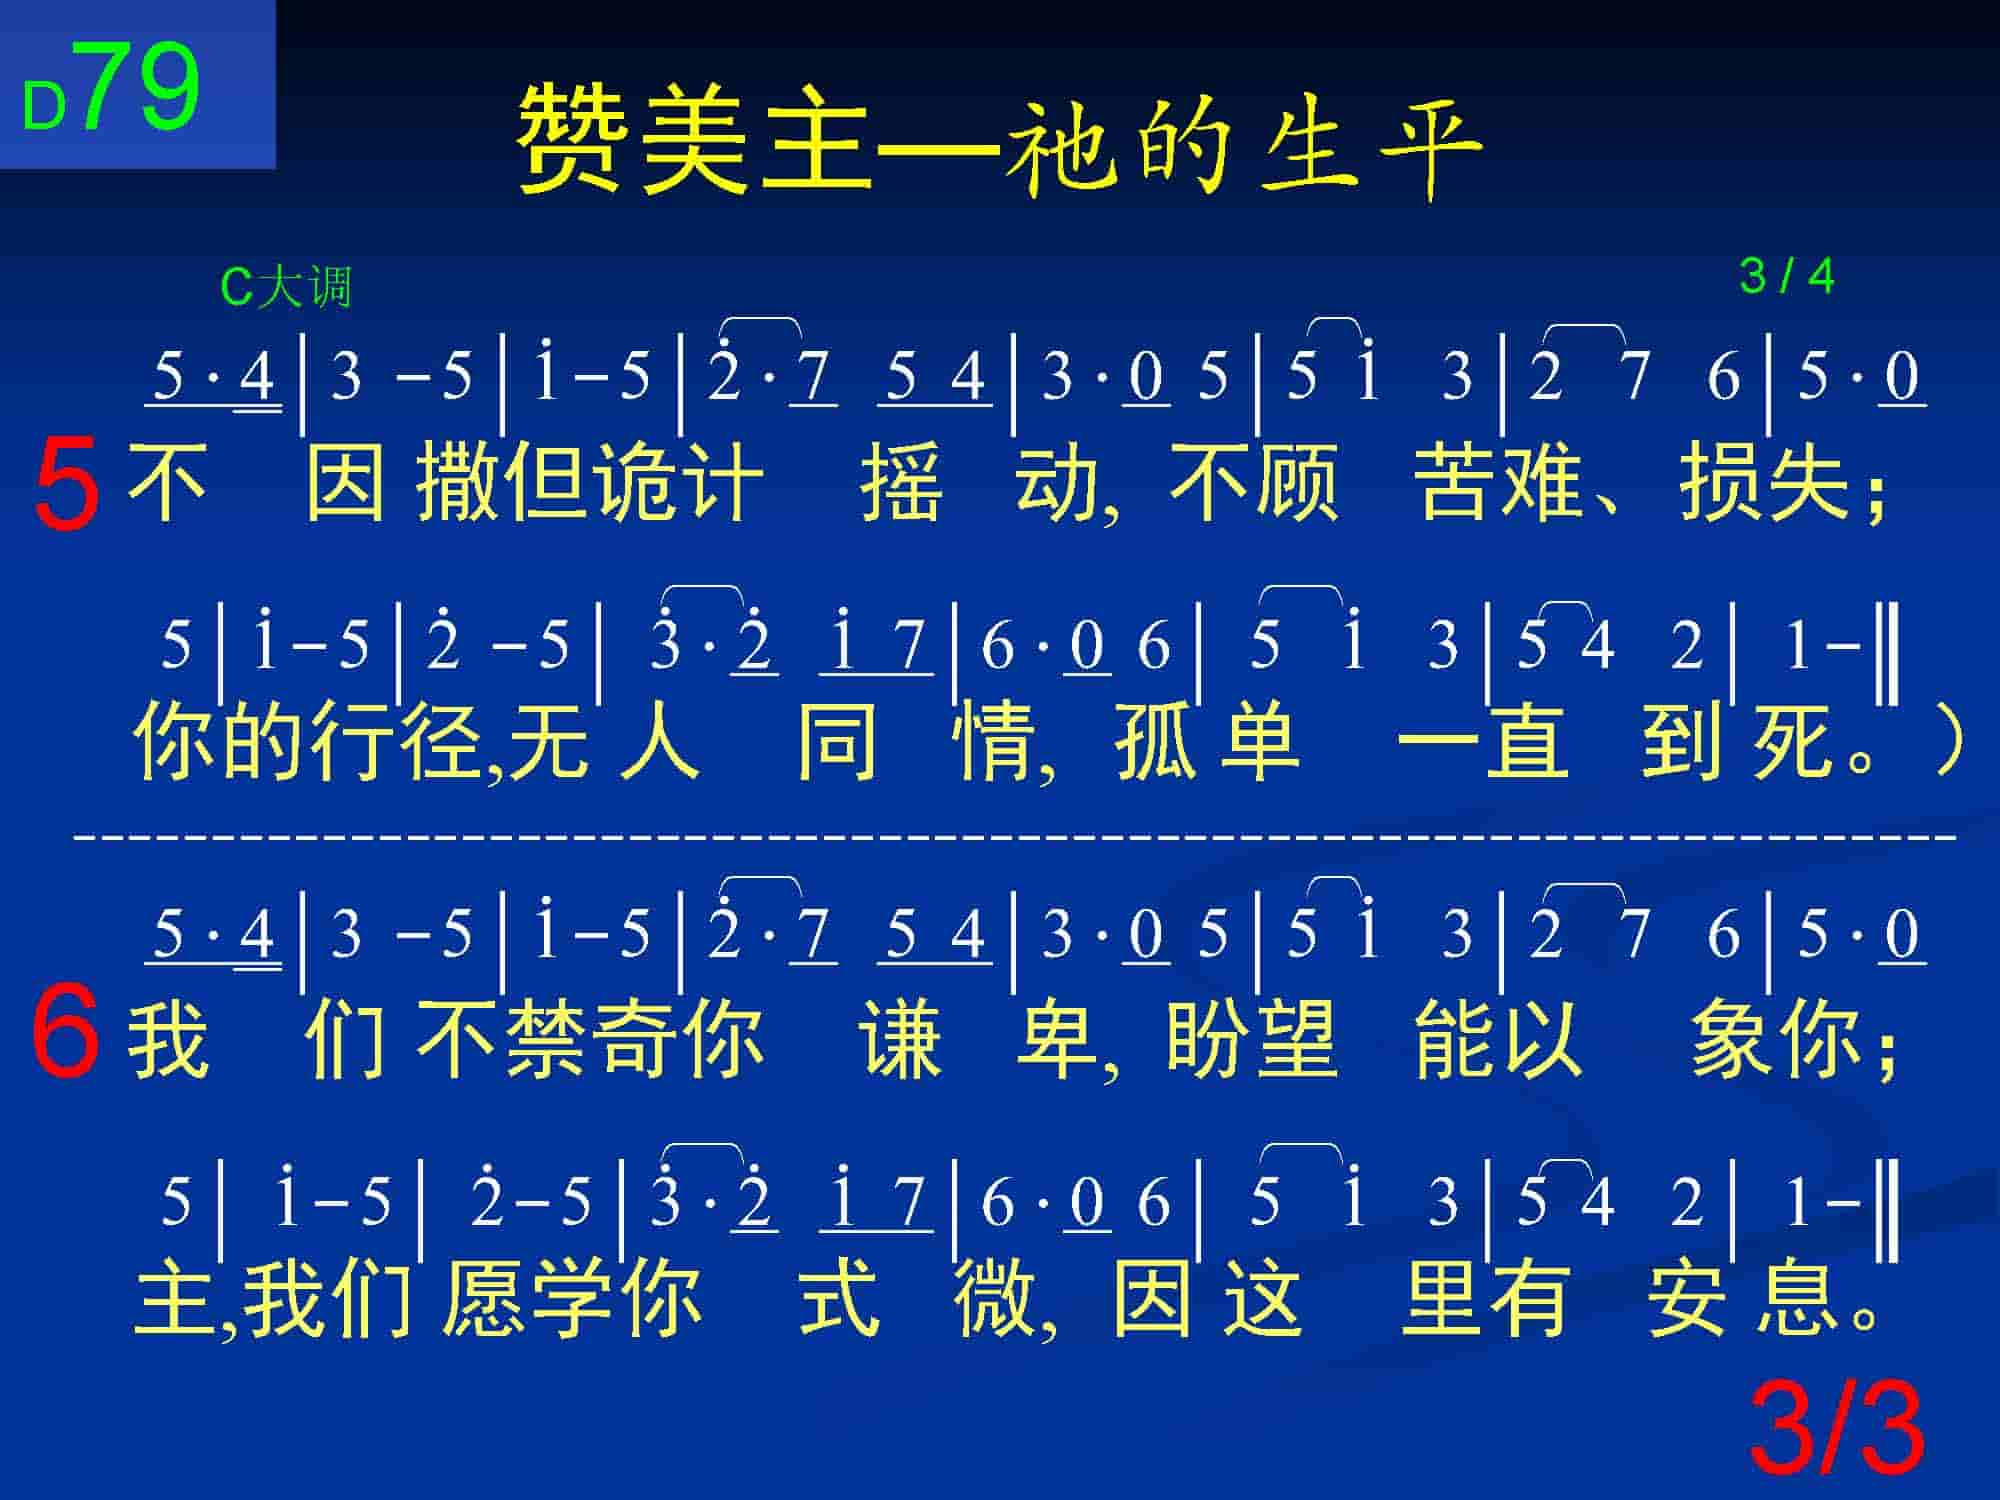 D79
赞美主—祂的生平
C大调 3 / 4
5·4|3 -5|i-5|2̇·7 54|3·0 5|5 i 3|2 7 6|5·0
5 不因撒但诡计摇动, 不顾苦难、损失;
5|i-5|2̇ -5|3̇·2̇ i7|6·0 6|5 i 3|5 4 2|1-‖
你的行径,无人同情, 孤单一直到死。）
5·4|3 -5|i-5|2̇·7 54|3·0 5|5 i 3|2 7 6|5·0
6 我们不禁奇你谦卑, 盼望能以象你;
5|i-5|2̇-5|3̇·2̇ i7|6·0 6|5 i 3|5 4 2|1-‖
主,我们愿学你式微, 因这里有安息。
3/3